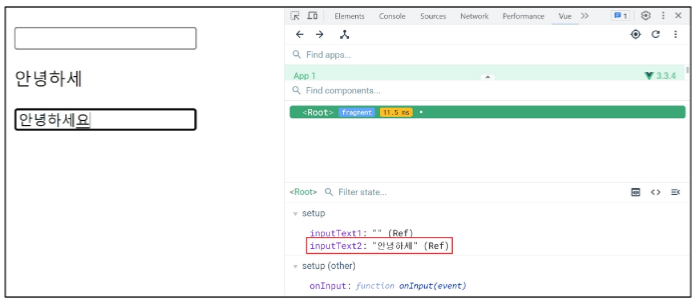 Elements Console Sources Network Performance Vue >> 1
안녕하세
안녕하세요
Find apps...
App 1 3.3.4
Find components...
<Root> fragment 11.5 ms
<Root> Filter state...
setup
inputText1: "" (Ref)
inputText2: "안녕하세" (Ref)
setup (other)
onInput: function onInput(event)